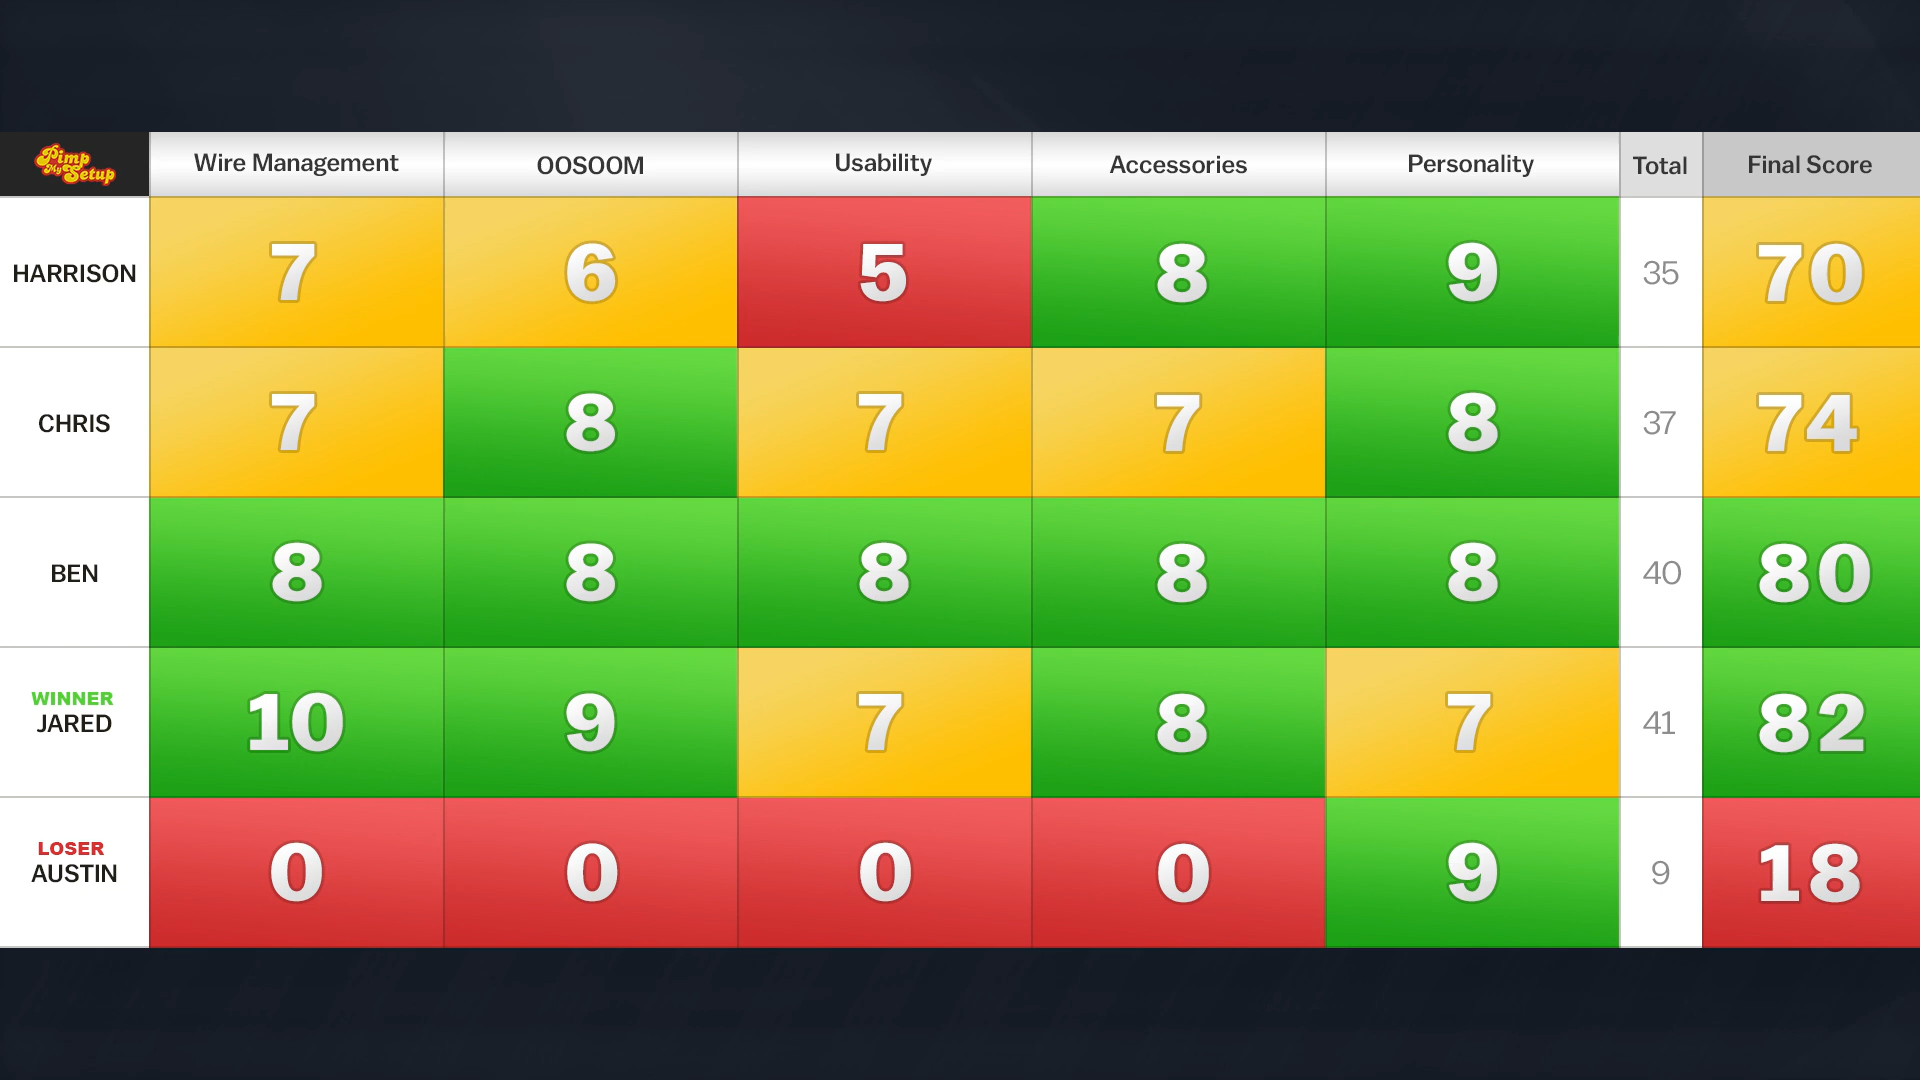 Pimp My Setup
Wire Management OOSOOM Usability Accessories Personality Total Final Score
HARRISON 7 6 5 8 9 35 70
CHRIS 7 8 7 7 8 37 74
BEN 8 8 8 8 8 40 80
WINNER
JARED 10 9 7 8 7 41 82
LOSER
AUSTIN 0 0 0 0 9 9 18